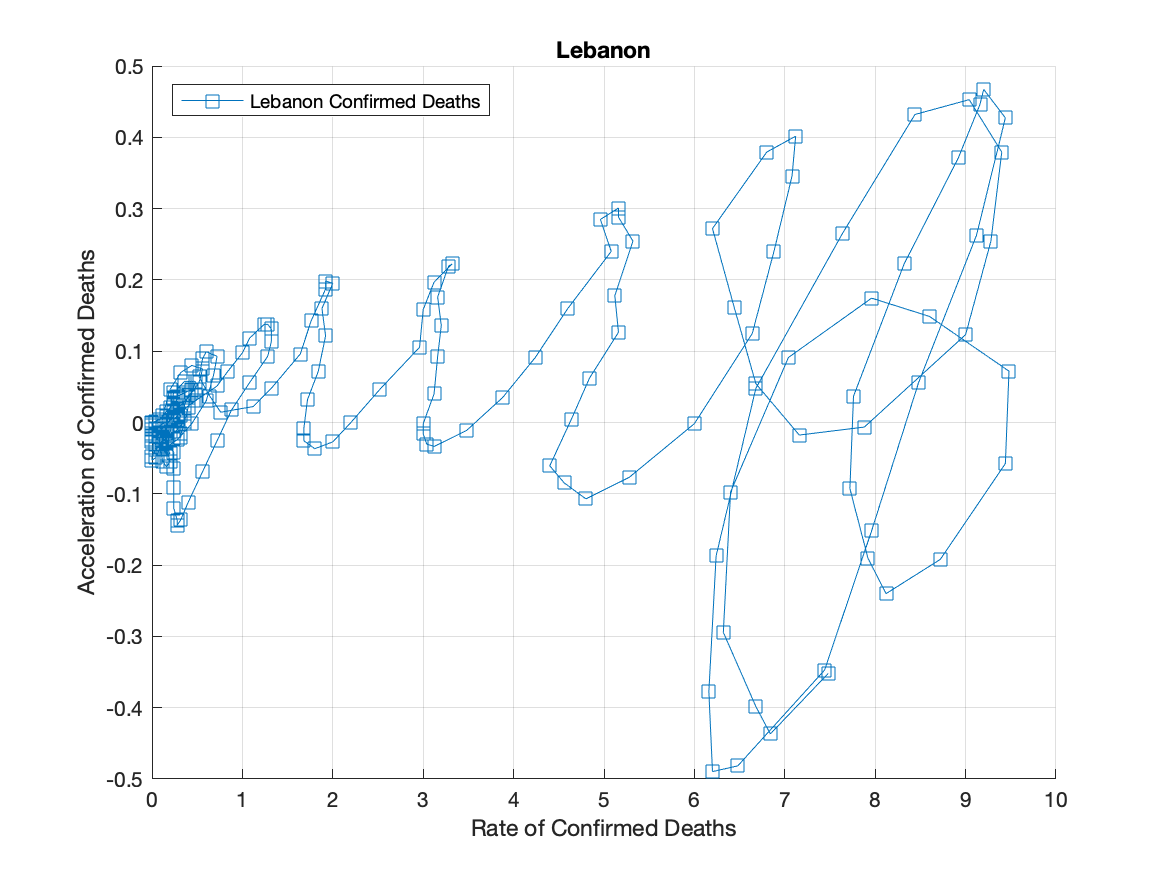 Lebanon
Lebanon Confirmed Deaths
0.5
0.4
0.3
0.2
0.1
0
-0.1
-0.2
-0.3
-0.4
-0.5
Acceleration of Confirmed Deaths
0 1 2 3 4 5 6 7 8 9 10
Rate of Confirmed Deaths